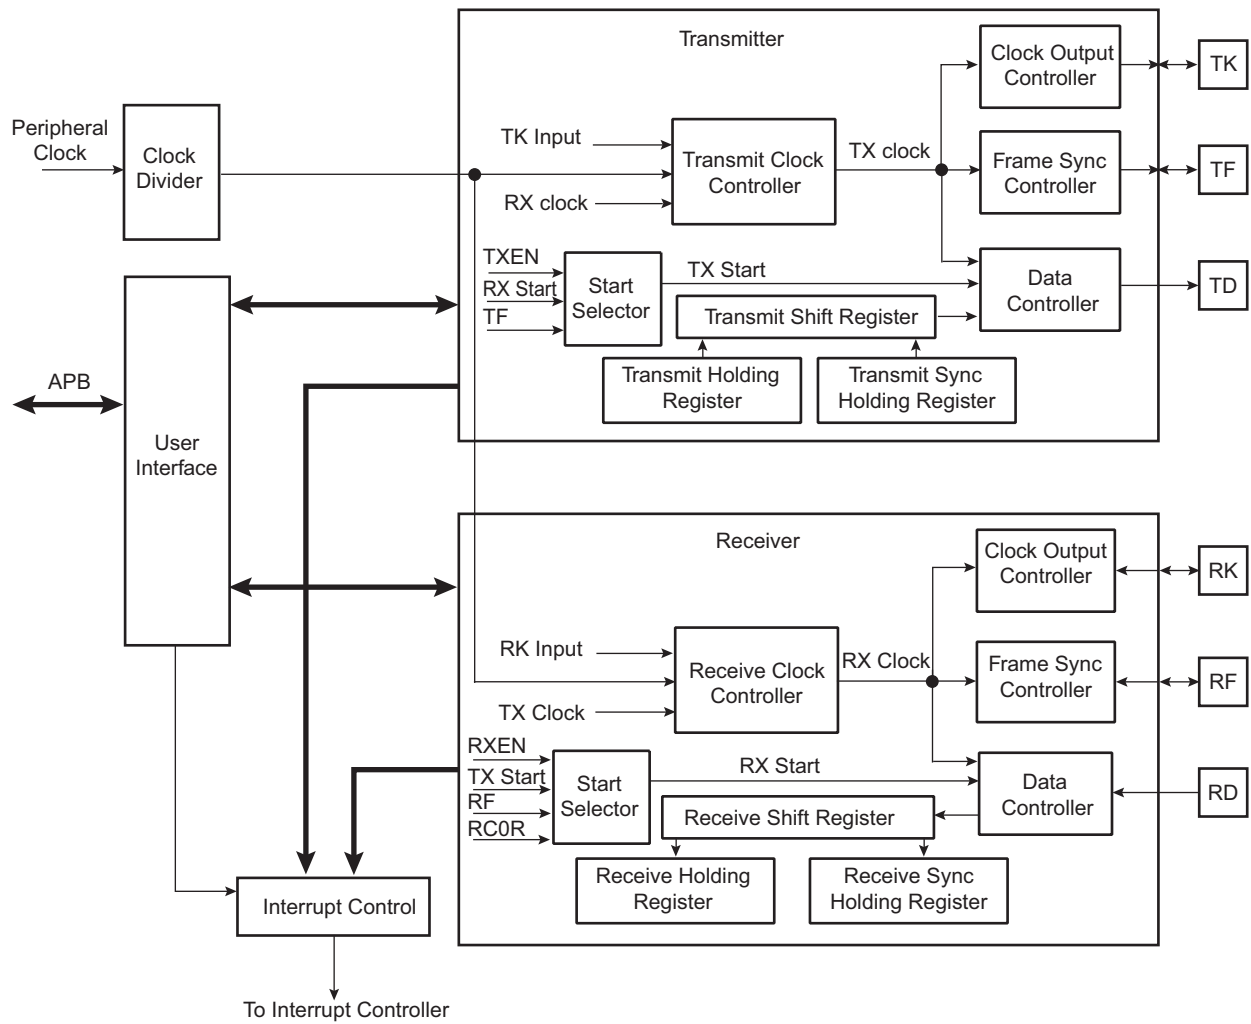 Transmitter
Clock Output
Controller
TK
Peripheral
Clock
Clock
Divider
TK Input
RX clock
Transmit Clock
Controller
TX clock
Frame Sync
Controller
TF
TXEN
RX Start
TF
Start
Selector
TX Start
Data
Controller
TD
Transmit Shift Register
Transmit Holding
Register
Transmit Sync
Holding Register
APB
User
Interface
Receiver
Clock Output
Controller
RK
RK Input
TX Clock
Receive Clock
Controller
RX Clock
Frame Sync
Controller
RF
RXEN
TX Start
RF
RC0R
Start
Selector
RX Start
Data
Controller
RD
Receive Shift Register
Receive Holding
Register
Receive Sync
Holding Register
Interrupt Control
To Interrupt Controller